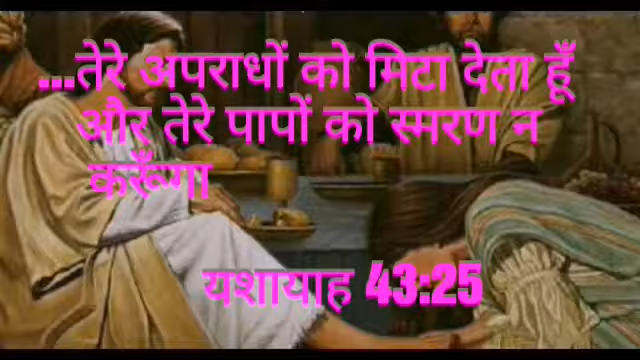 ...तेरे अपराधों को मिटा देता हूँ
और तेरे पापों को स्मरण न
करूँगा
यशायाह 43:25